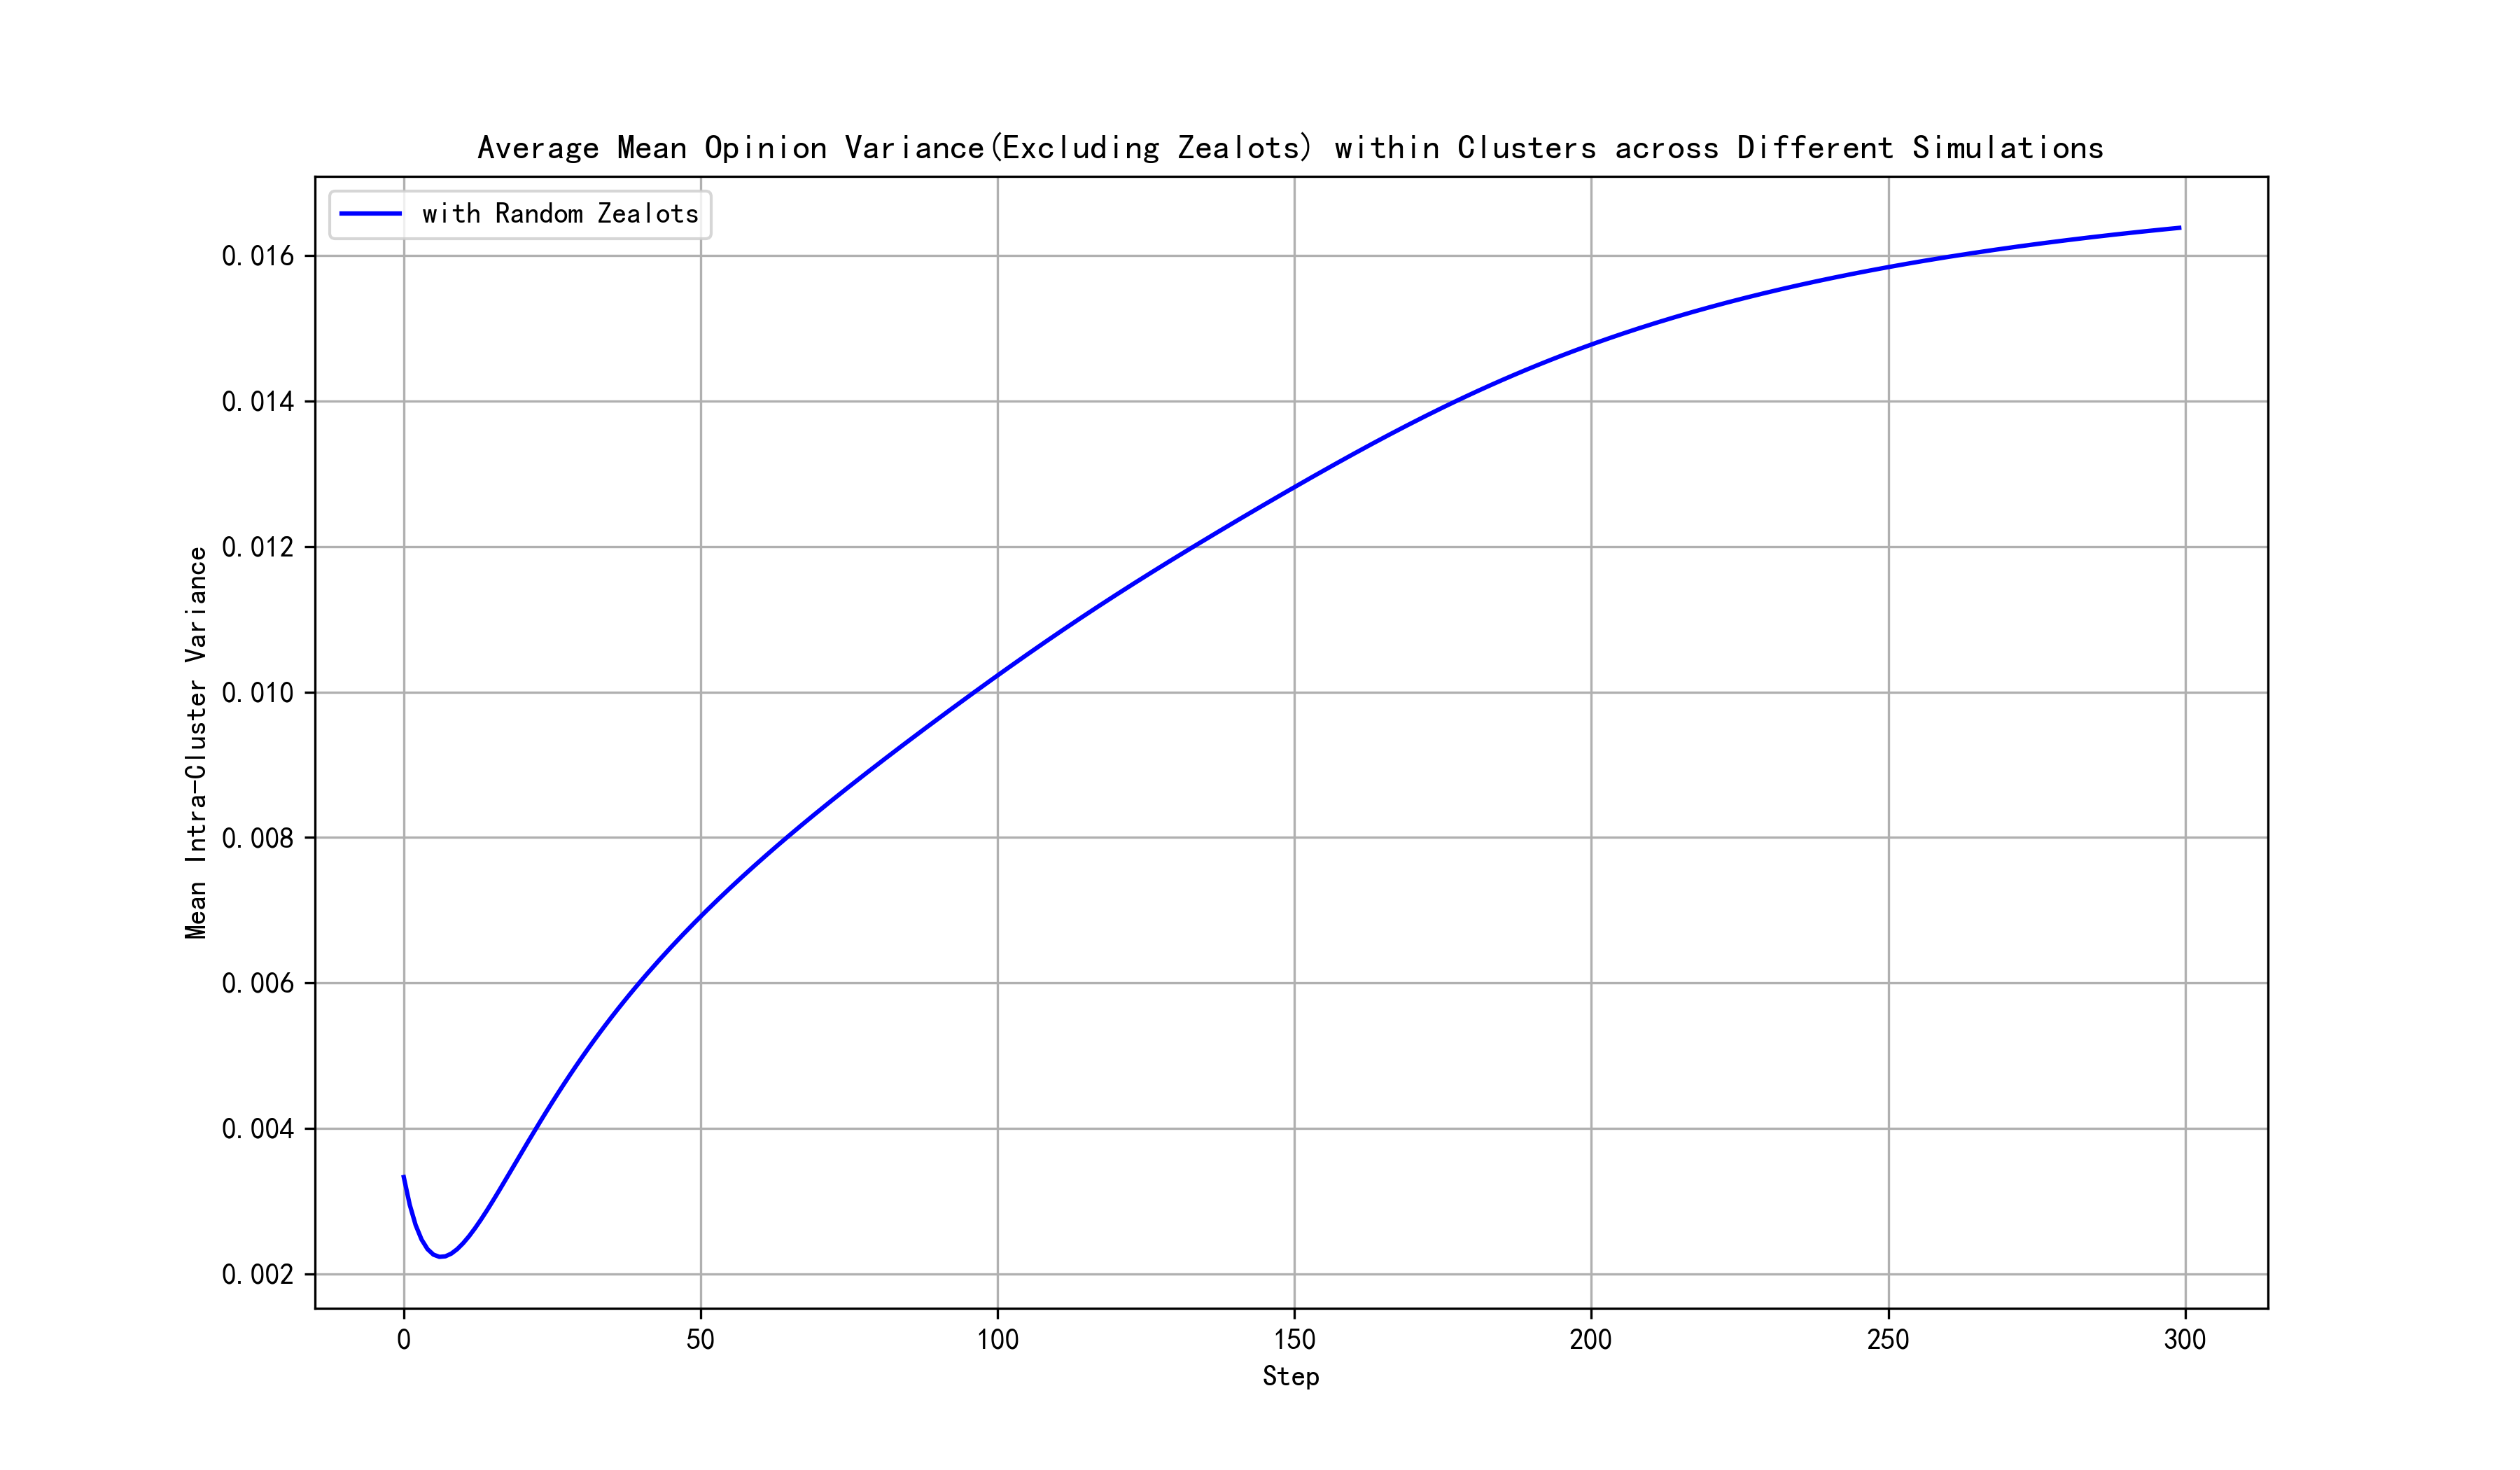 Average Mean Opinion Variance(Excluding Zealots) within Clusters across Different Simulations
with Random Zealots
0.016
0.014
0.012
0.010
0.008
0.006
0.004
0.002
Mean Intra-Cluster Variance
0 50 100 150 200 250 300
Step